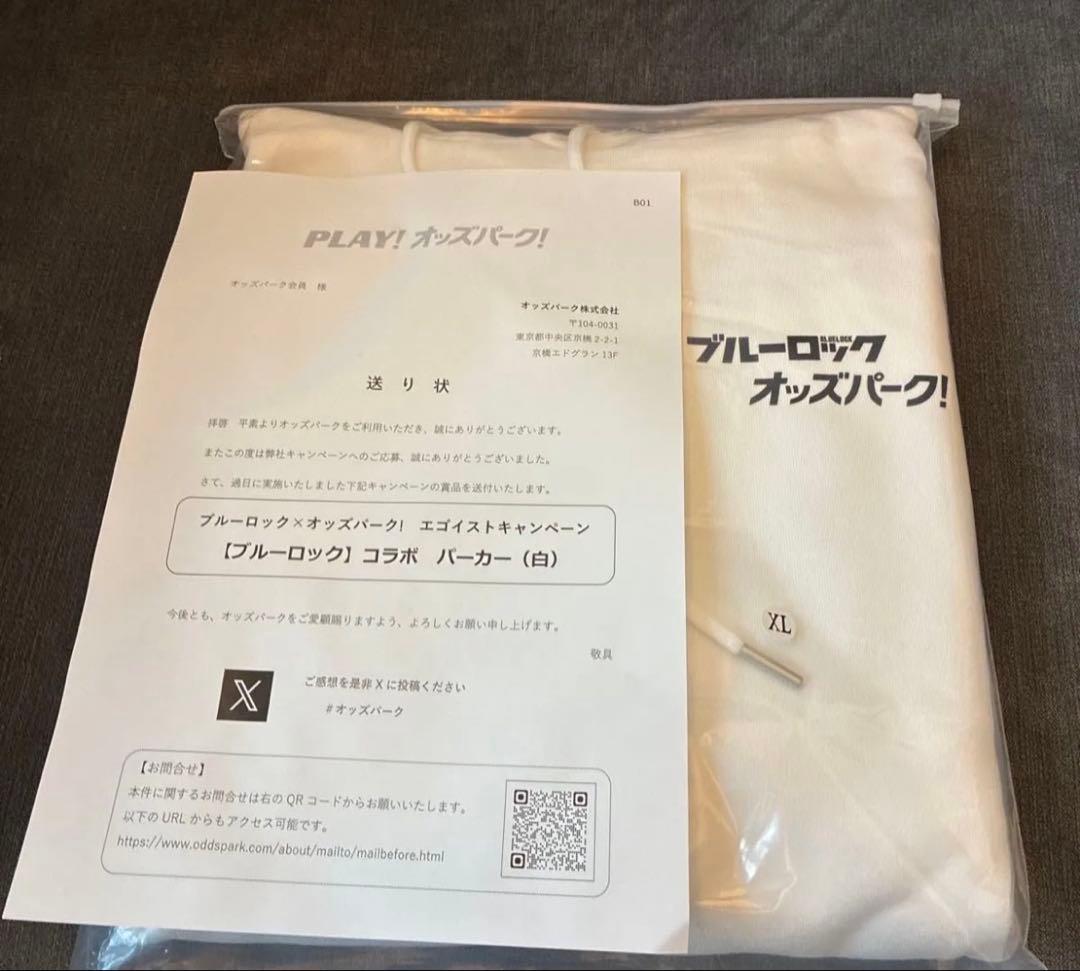 B01
PLAY! オッズパーク!
オッズパーク会員　様
オッズパーク株式会社
〒104-0031
東京都中央区京橋 2-2-1
京橋エドグラン 13F
送 り 状
拝啓　平素よりオッズパークをご利用いただき、誠にありがとうございます。
またこの度は弊社キャンペーンへのご応募、誠にありがとうございました。
さて、過日に実施いたしました下記キャンペーンの賞品を送付いたします。
ブルーロック×オッズパーク!　エゴイストキャンペーン
【ブルーロック】コラボ　パーカー（白）
今後とも、オッズパークをご愛顧賜りますよう、よろしくお願い申し上げます。
敬具
X
ご感想を是非 X に投稿ください
#オッズパーク
【お問合せ】
本件に関するお問合せは右の QR コードからお願いいたします。
以下の URL からもアクセス可能です。
https://www.oddspark.com/about/mailto/mailbefore.html
ブルーロック
BLUELOCK
オッズパーク!
XL